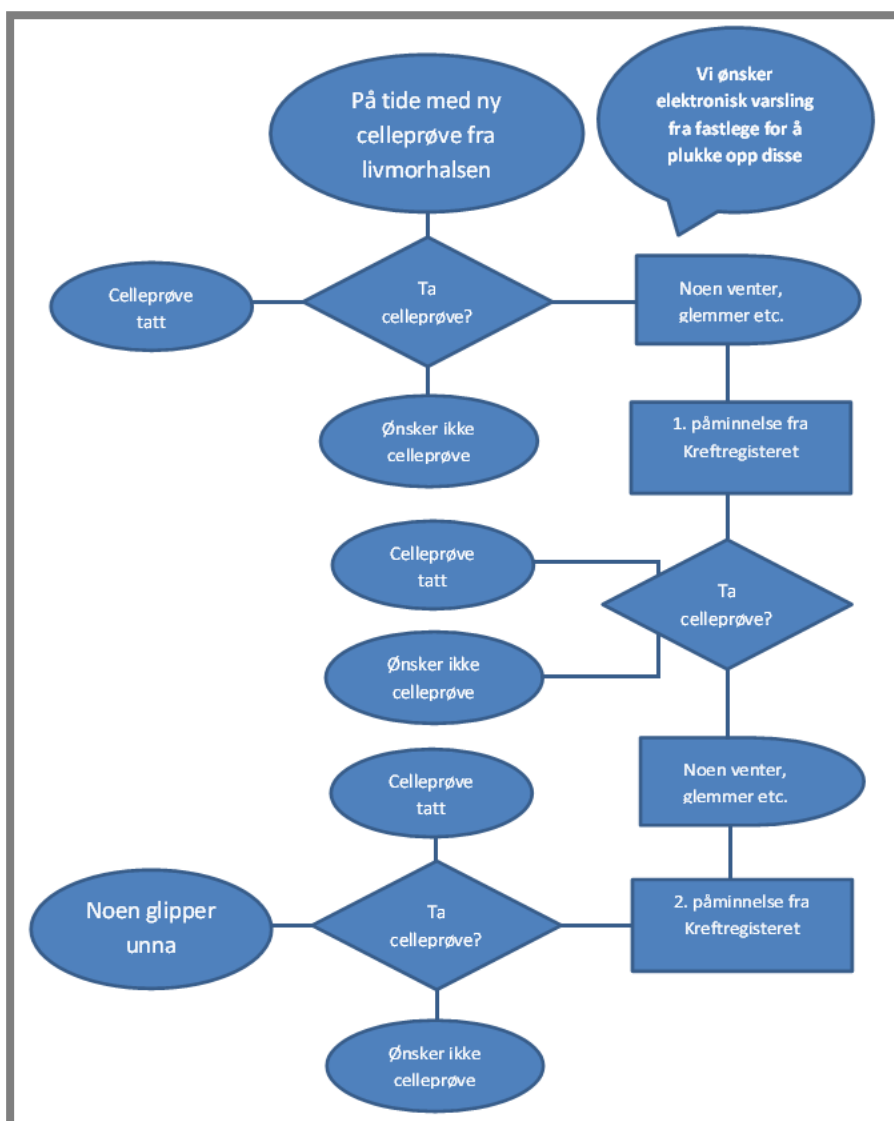 På tide med ny
celleprøve fra
livmorhalsen
Vi ønsker
elektronisk varsling
fra fastlege for å
plukke opp disse
Celleprøve
tatt
Ta
celleprøve?
Noen venter,
glemmer etc.
Ønsker ikke
celleprøve
1. påminnelse fra
Kreftregisteret
Celleprøve
tatt
Ta
celleprøve?
Ønsker ikke
celleprøve
Noen venter,
glemmer etc.
Celleprøve
tatt
2. påminnelse fra
Kreftregisteret
Ta
celleprøve?
Noen glipper
unna
Ønsker ikke
celleprøve